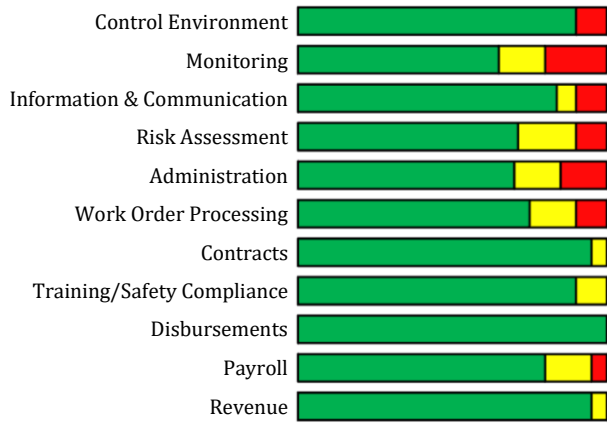 Control Environment
Monitoring
Information & Communication
Risk Assessment
Administration
Work Order Processing
Contracts
Training/Safety Compliance
Disbursements
Payroll
Revenue